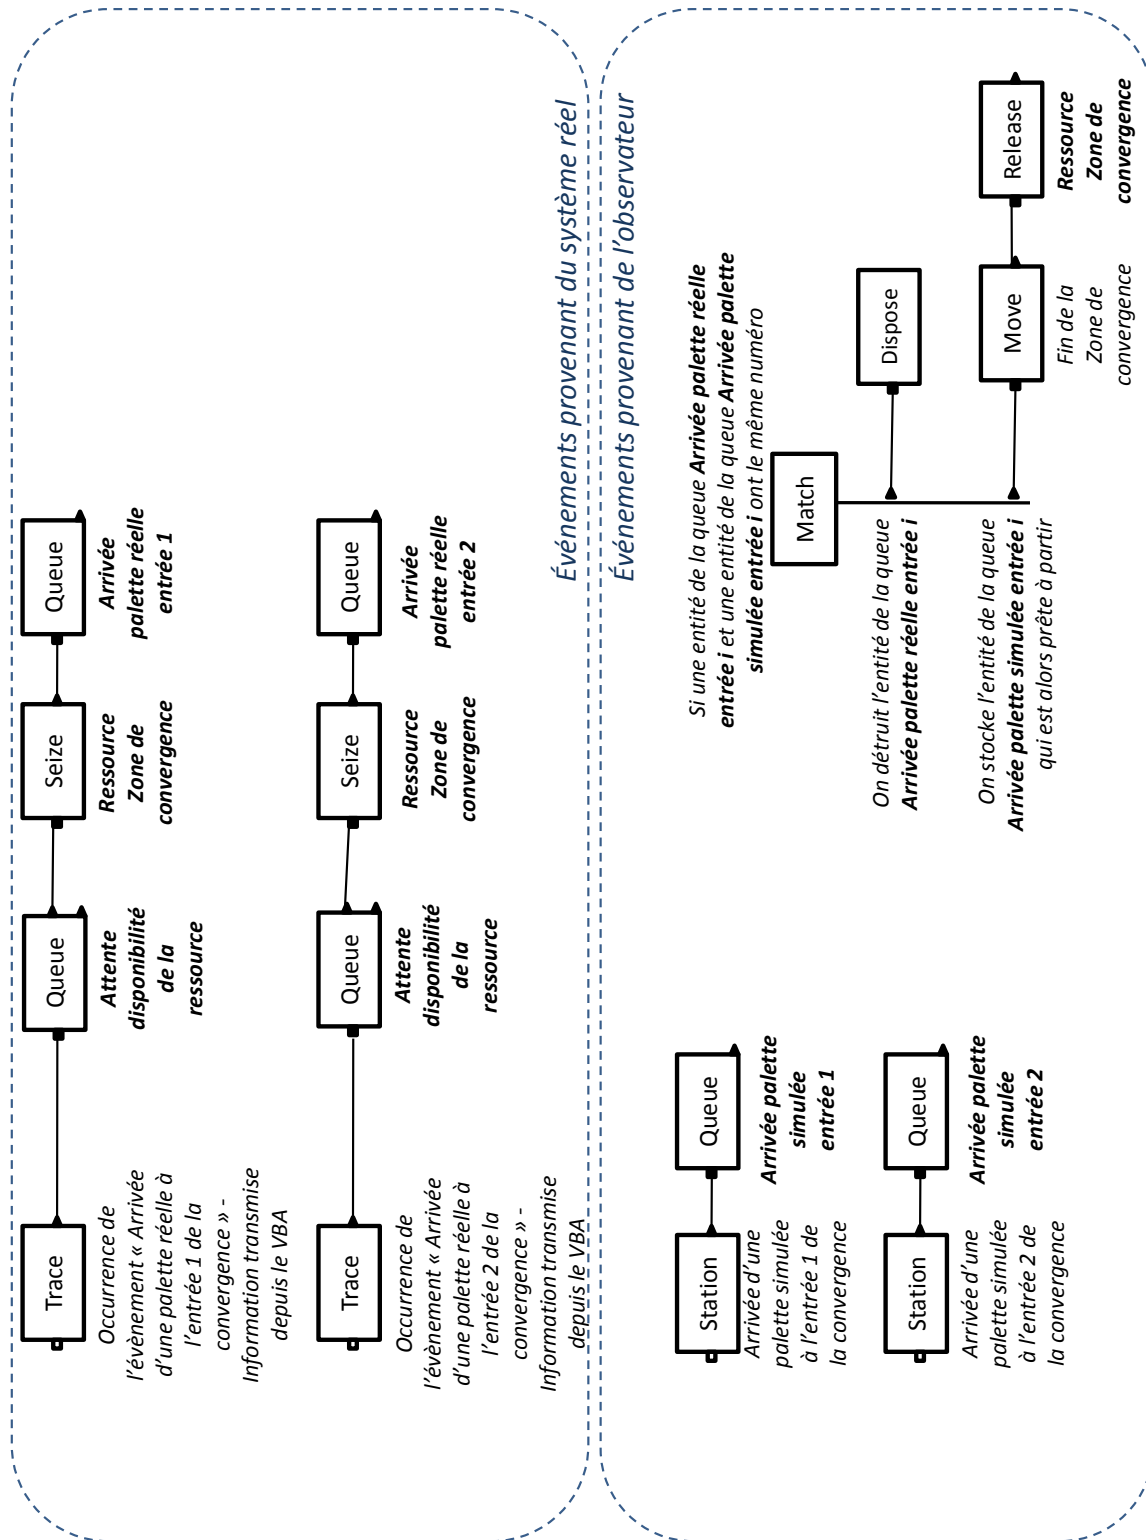 Trace
Occurrence de
l'évènement « Arrivée
d'une palette réelle à
l'entrée 1 de la
convergence » -
Information transmise
depuis le VBA
Queue
Attente
disponibilité
de la
ressource
Seize
Ressource
Zone de
convergence
Queue
Arrivée
palette réelle
entrée 1
Trace
Occurrence de
l'évènement « Arrivée
d'une palette réelle à
l'entrée 2 de la
convergence » -
Information transmise
depuis le VBA
Queue
Attente
disponibilité
de la
ressource
Seize
Ressource
Zone de
convergence
Queue
Arrivée
palette réelle
entrée 2
Événements provenant du système réel
Événements provenant de l'observateur
Station
Arrivée d'une
palette simulée
à l'entrée 1 de
la convergence
Queue
Arrivée palette
simulée
entrée 1
Station
Arrivée d'une
palette simulée
à l'entrée 2 de
la convergence
Queue
Arrivée palette
simulée
entrée 2
Si une entité de la queue Arrivée palette réelle
entrée i et une entité de la queue Arrivée palette
simulée entrée i ont le même numéro
Match
On détruit l'entité de la queue
Arrivée palette réelle entrée i
Dispose
On stocke l'entité de la queue
Arrivée palette simulée entrée i
qui est alors prête à partir
Move
Fin de la
Zone de
convergence
Release
Ressource
Zone de
convergence